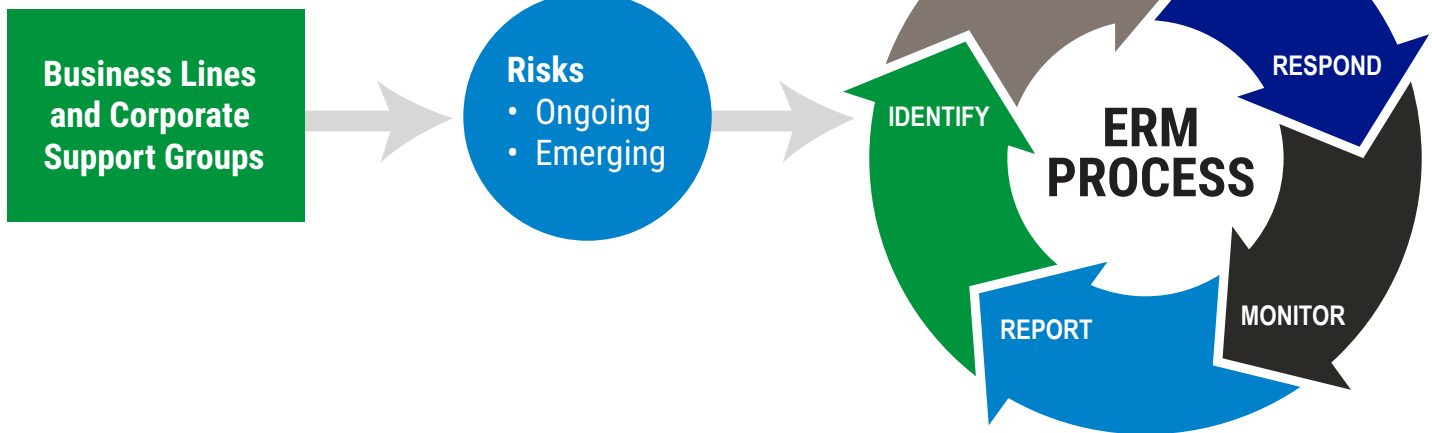 Business Lines
and Corporate
Support Groups
Risks
• Ongoing
• Emerging
IDENTIFY
RESPOND
ERM
PROCESS
MONITOR
REPORT